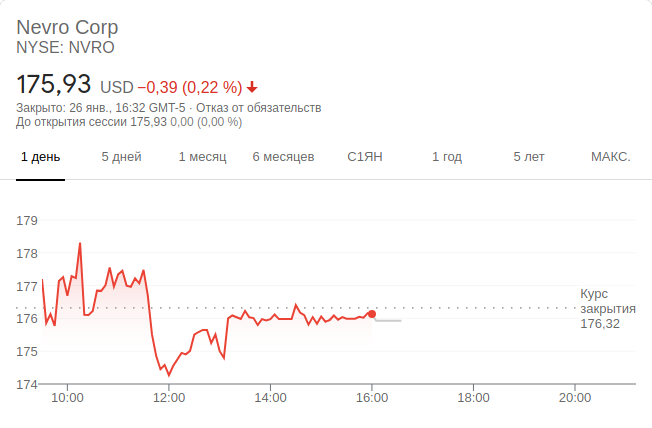 Nevro Corp
NYSE: NVRO
175,93 USD −0,39 (0,22 %)
Закрыто: 26 янв., 16:32 GMT-5 · Отказ от обязательств
До открытия сессии 175,93 0,00 (0,00 %)
1 день 5 дней 1 месяц 6 месяцев С1ЯН 1 год 5 лет МАКС.
179
178
177
176
175
174
Курс
закрытия
176,32
10:00 12:00 14:00 16:00 18:00 20:00